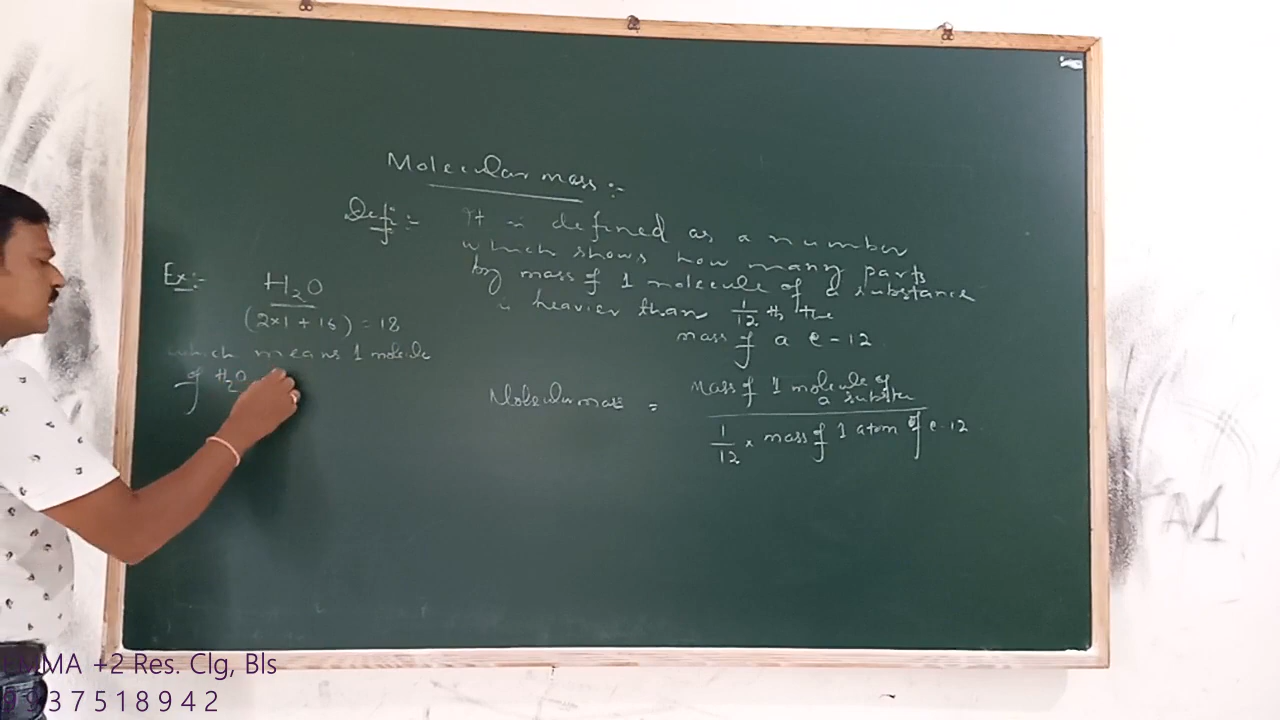 Molecular mass :-
Defi :- It is defined as a number
which shows how many parts
by mass of 1 molecule of a substance
is heavier than 1/12 th the
mass of a C-12
Ex :-
H₂O
(2×1 + 16) = 18
which means 1 molecule
of H₂O
Molecular mass = Mass of 1 molecule of
a substance
1/12 × mass of 1 atom of C-12
+2 Res. Clg, Bls
9937518942
A1